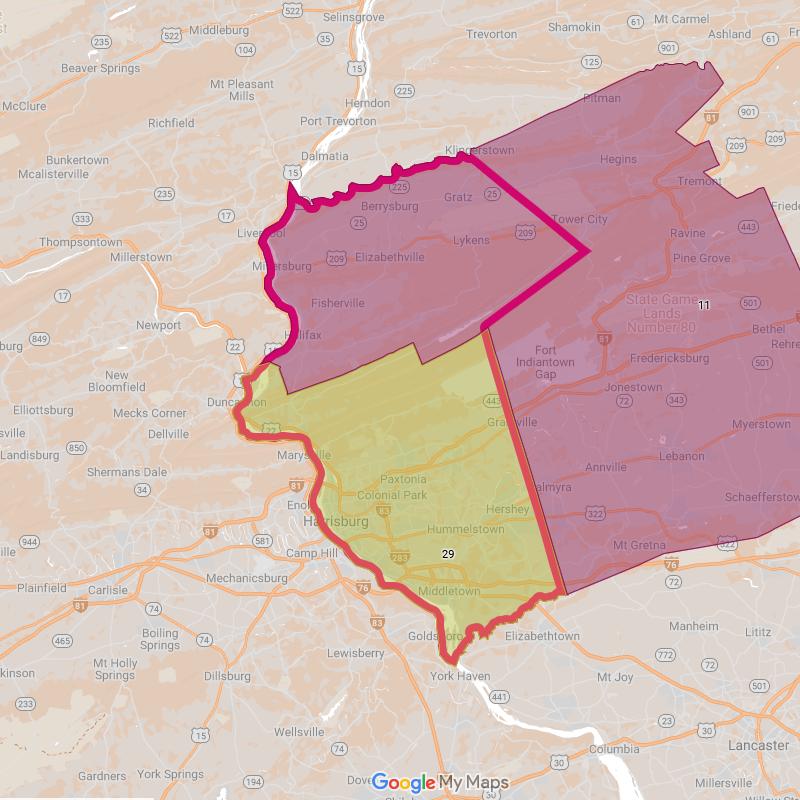 522
Selinsgrove
15
Mt Carmel
522
Middleburg
35
Shamokin
61
Ashland
235
104
Trevorton
901
61
Beaver Springs
15
125
Mt Pleasant
Mills
225
Pitman
McClure
Herndon
81
901
Richfield
Port Trevorton
209
209
Klingerstown
Bunkertown
Dalmatia
Hegins
Mcalisterville
15
Tremont
235
225
Gratz
25
333
17
Berrysburg
Tower City
443
Liverpool
25
209
Ravine
Thompsontown
Lykens
Millerstown
Millersburg
209
Elizabethville
Pine Grove
17
Fisherville
State Game
Lands
Number 80
11
501
Newport
Halifax
81
Bethel
849
22
Fort
Indiantown
Gap
Fredericksburg
New
Bloomfield
Jonestown
501
Elliottsburg
Duncannon
443
72
343
Mecks Corner
22
Grantville
Myerstown
Dellville
850
Marysville
Lebanon
Landisburg
Shermans Dale
Paxtonia
Annville
34
81
Colonial Park
Palmyra
Schaefferstown
83
Hershey
322
81
Harrisburg
Hummelstown
944
581
Camp Hill
283
29
Mt Gretna
322
76
Mechanicsburg
76
Plainfield
Carlisle
Middletown
72
81
74
83
Manheim
Boiling
Springs
74
Goldsboro
Elizabethtown
Lititz
465
Lewisberry
772
Mt Holly
Springs
Dillsburg
York Haven
Mt Joy
72
501
233
441
15
Wellsville
23
30
74
Columbia
Lancaster
Gardners
York Springs
30
Google My Maps
Millersville
30